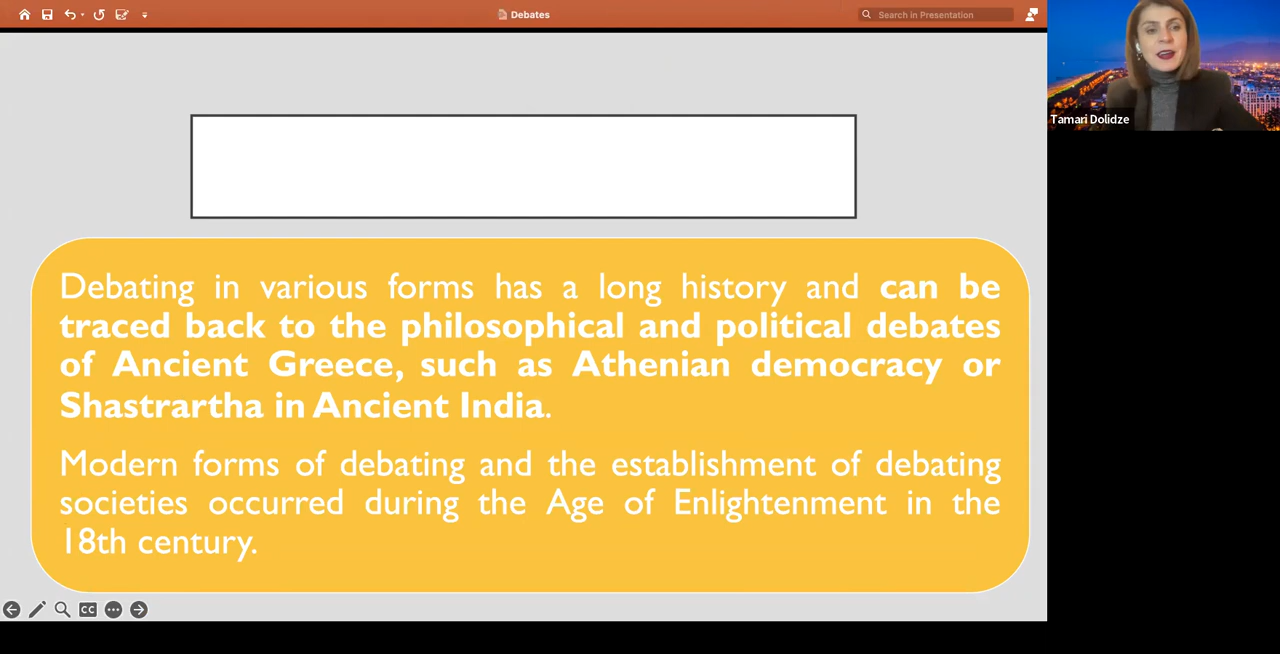 Debates
Search in Presentation
Tamari Dolidze
Debating in various forms has a long history and can be
traced back to the philosophical and political debates
of Ancient Greece, such as Athenian democracy or
Shastrartha in Ancient India.
Modern forms of debating and the establishment of debating
societies occurred during the Age of Enlightenment in the
18th century.
CC